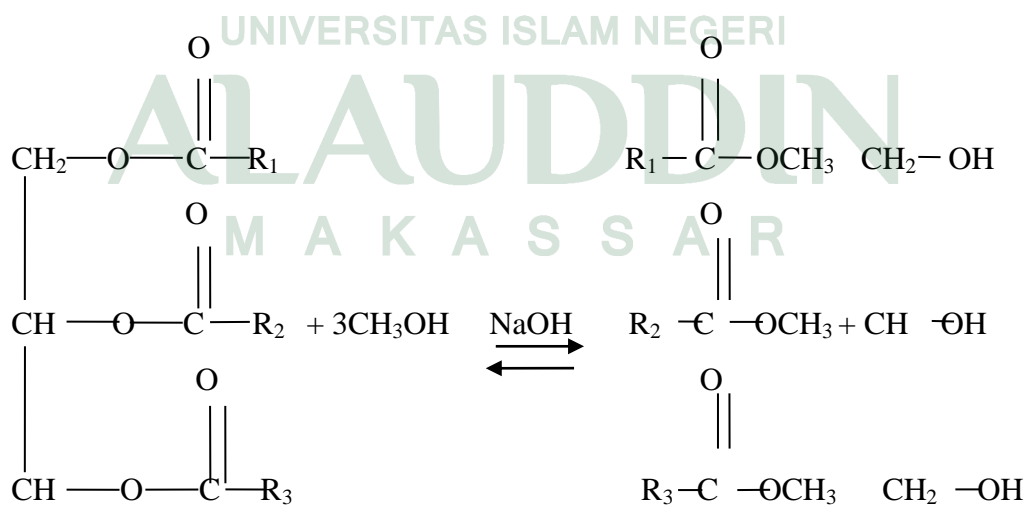 UNIVERSITAS ISLAM NEGERI
O O
ALAUDDIN
CH₂ O C R₁ R₁ C OCH₃ CH₂ OH
O O
MAKASSAR
CH O C R₂ + 3CH₃OH NaOH R₂ C OCH₃ + CH OH
O O
CH O C R₃ R₃ C OCH₃ CH₂ OH